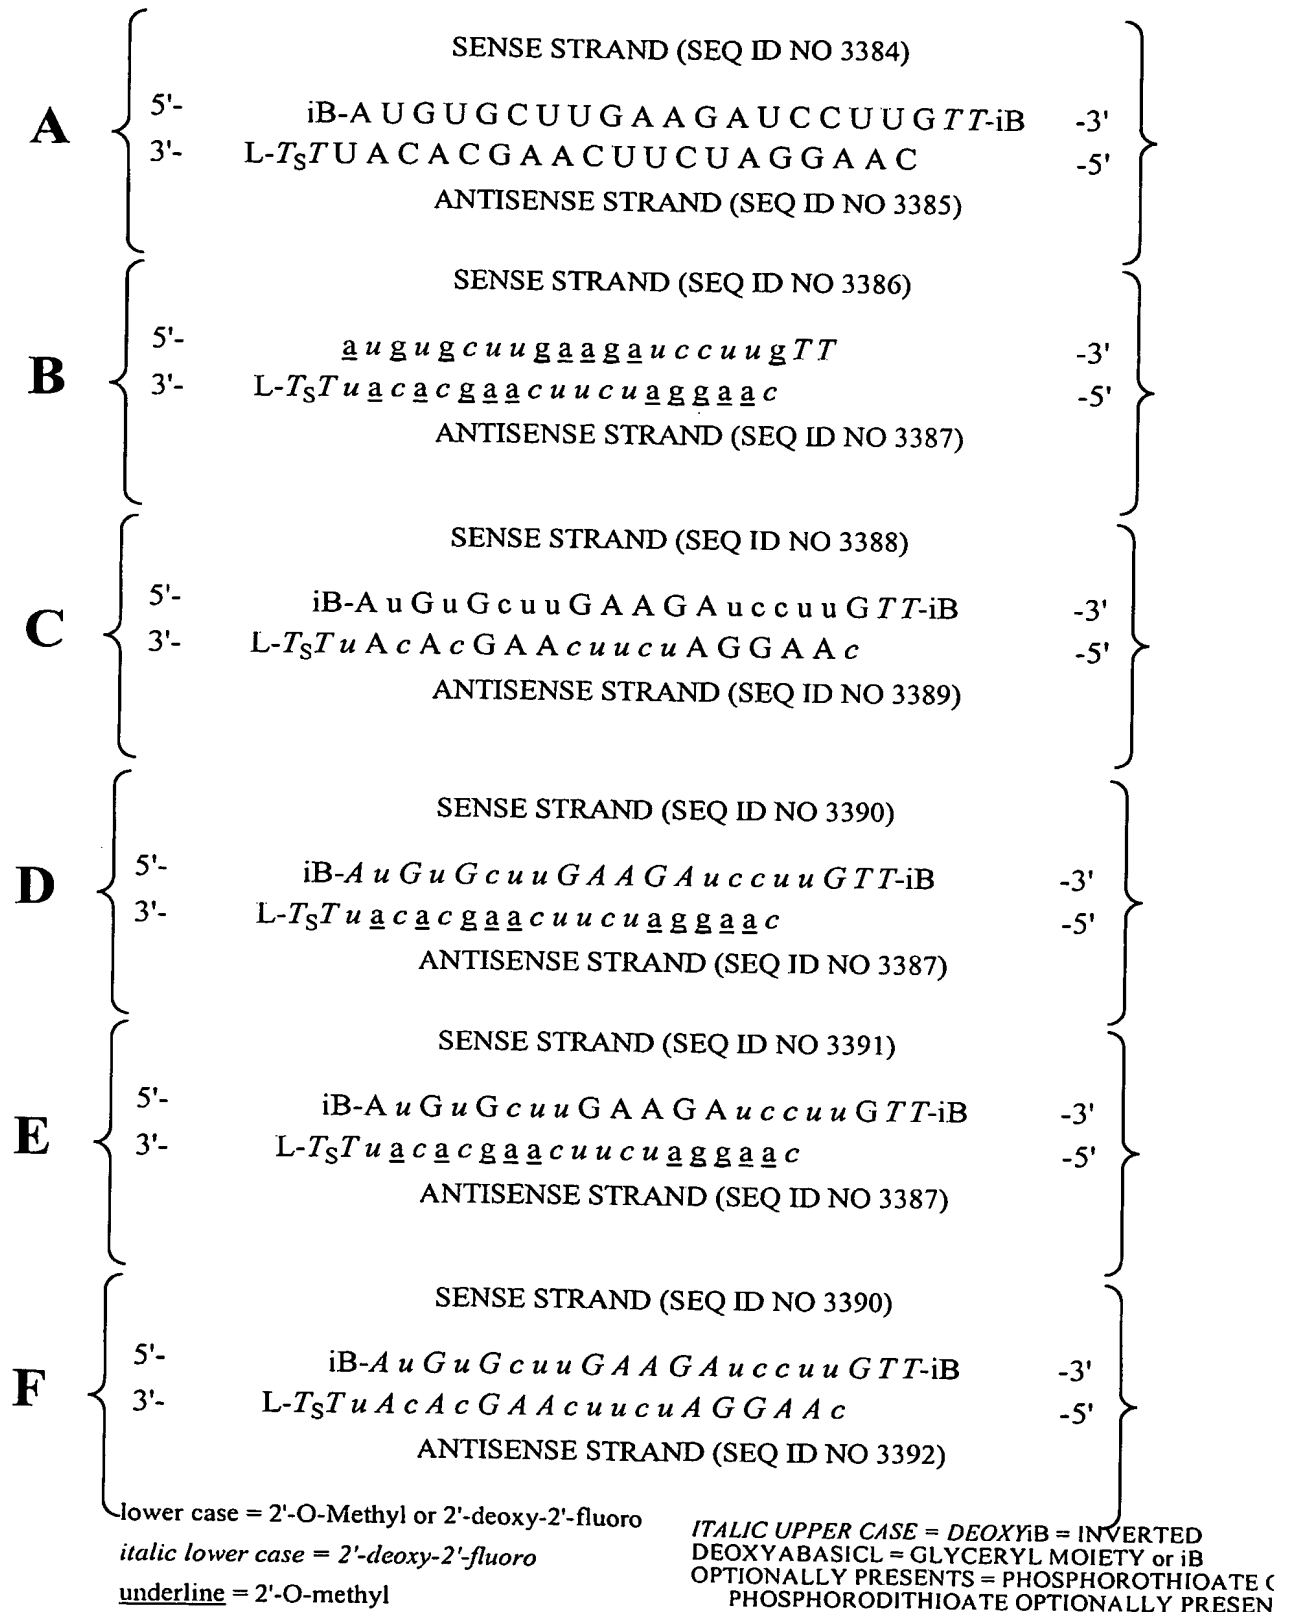 SENSE STRAND (SEQ ID NO 3384)
A
5'- iB-A U G U G C U U G A A G A U C C U U G T T-iB -3'
3'- L-TsT U A C A C G A A C U U C U A G G A A C -5'
ANTISENSE STRAND (SEQ ID NO 3385)
SENSE STRAND (SEQ ID NO 3386)
B
5'- a u g u g c u u g a a g a u c c u u g T T -3'
3'- L-TsT u a c a c g a a c u u c u a g g a a c -5'
ANTISENSE STRAND (SEQ ID NO 3387)
SENSE STRAND (SEQ ID NO 3388)
C
5'- iB-A u G u G c u u G A A G A u c c u u G T T-iB -3'
3'- L-TsT u A c A c G A A c u u c u A G G A A c -5'
ANTISENSE STRAND (SEQ ID NO 3389)
SENSE STRAND (SEQ ID NO 3390)
D
5'- iB-A u G u G c u u G A A G A u c c u u G T T-iB -3'
3'- L-TsT u a c a c g a a c u u c u a g g a a c -5'
ANTISENSE STRAND (SEQ ID NO 3387)
SENSE STRAND (SEQ ID NO 3391)
E
5'- iB-A u G u G c u u G A A G A u c c u u G T T-iB -3'
3'- L-TsT u a c a c g a a c u u c u a g g a a c -5'
ANTISENSE STRAND (SEQ ID NO 3387)
SENSE STRAND (SEQ ID NO 3390)
F
5'- iB-A u G u G c u u G A A G A u c c u u G T T-iB -3'
3'- L-TsT u A c A c G A A c u u c u A G G A A c -5'
ANTISENSE STRAND (SEQ ID NO 3392)
lower case = 2'-O-Methyl or 2'-deoxy-2'-fluoro
italic lower case = 2'-deoxy-2'-fluoro
underline = 2'-O-methyl
ITALIC UPPER CASE = DEOXYiB = INVERTED
DEOXYABASICL = GLYCERYL MOIETY or iB
OPTIONALLY PRESENTS = PHOSPHOROTHIOATE
PHOSPHORODITHIOATE OPTIONALLY PRESEN